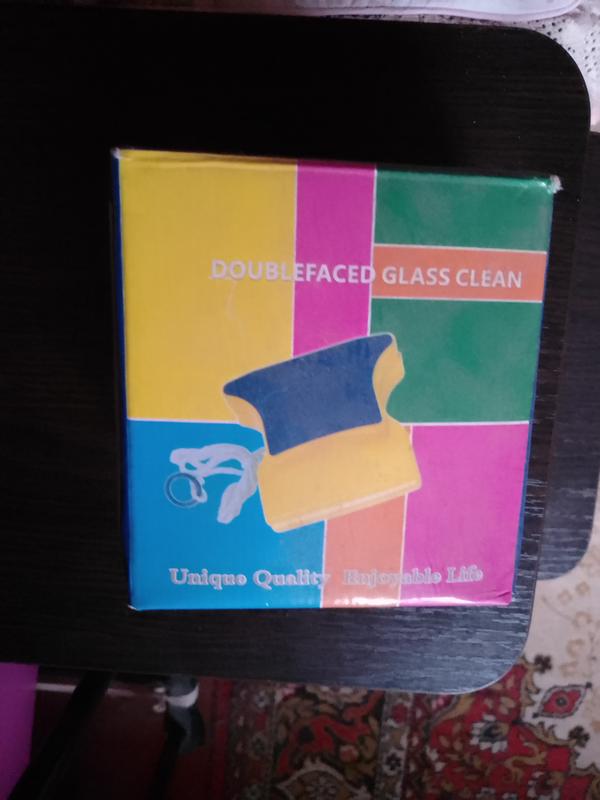 DOUBLEFACED GLASS CLEAN
Unique Quality Enjoyable Life